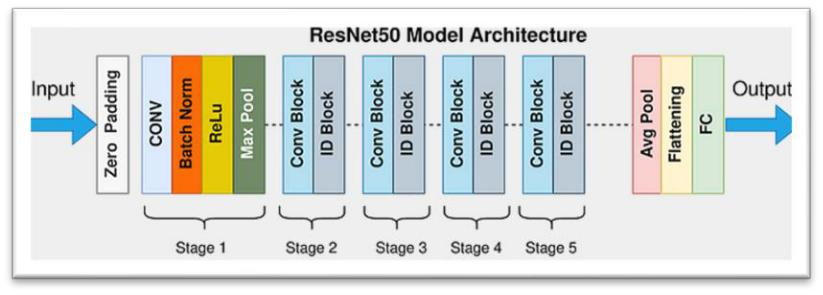 ResNet50 Model Architecture
Input
Zero Padding
CONV
Batch Norm
ReLu
Max Pool
Conv Block
ID Block
Conv Block
ID Block
Conv Block
ID Block
Conv Block
ID Block
Avg Pool
Flattening
FC
Output
Stage 1
Stage 2
Stage 3
Stage 4
Stage 5